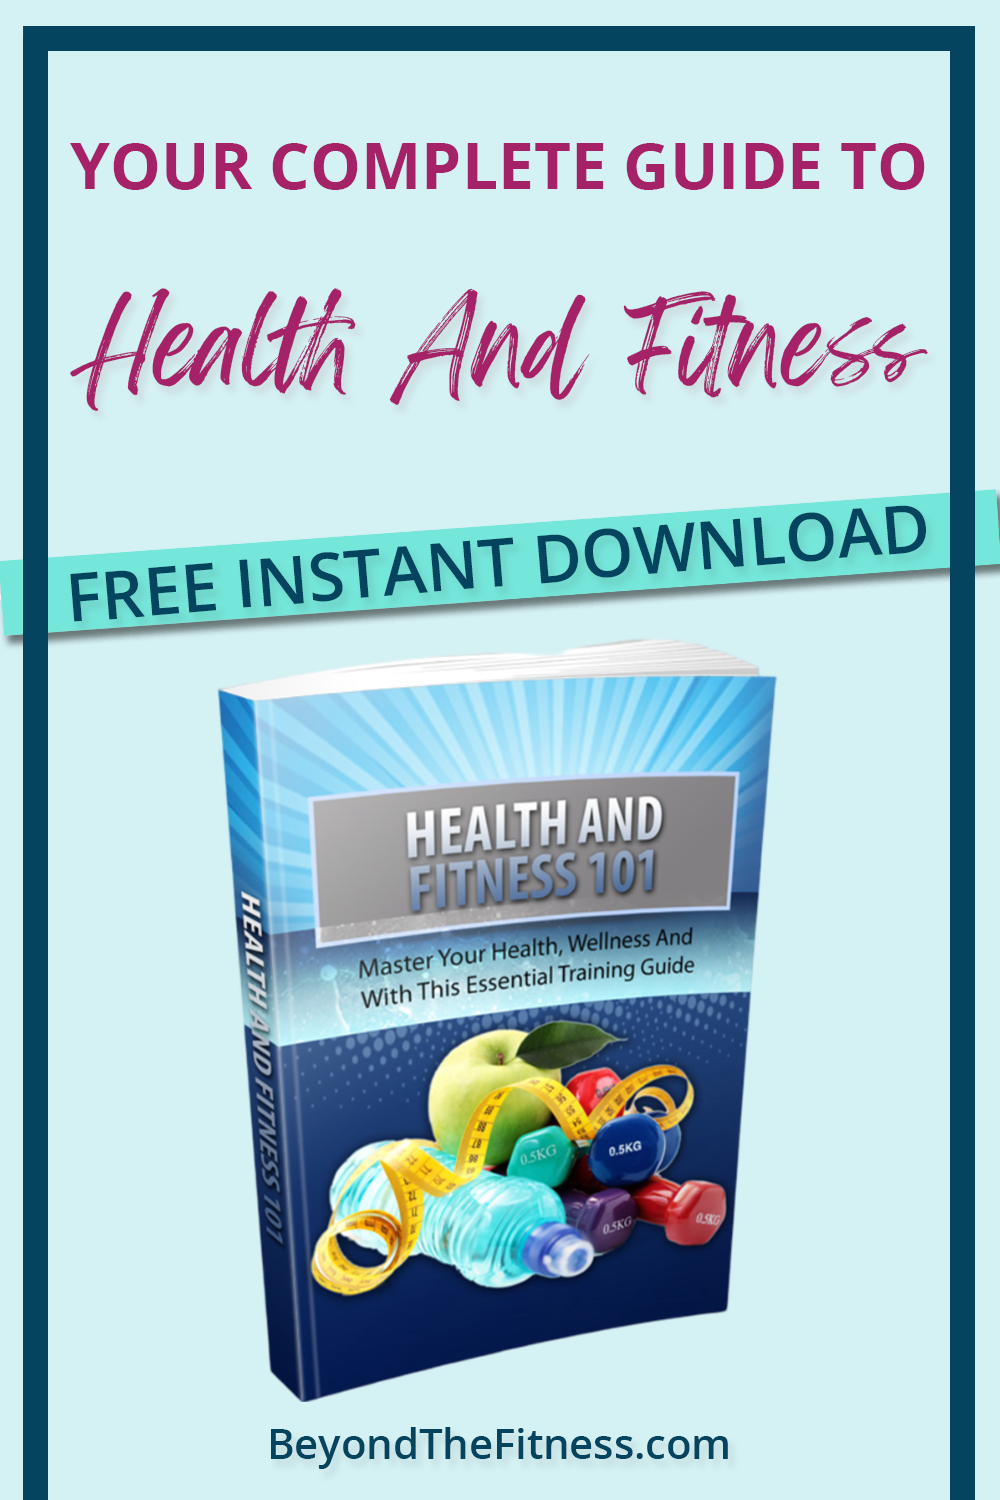 YOUR COMPLETE GUIDE TO
Health And Fitness
FREE INSTANT DOWNLOAD
HEALTH AND
FITNESS 101
Master Your Health, Wellness And
With This Essential Training Guide
HEALTH AND FITNESS 101
0.5KG
0.5KG
0.5KG
0.5KG
BeyondTheFitness.com